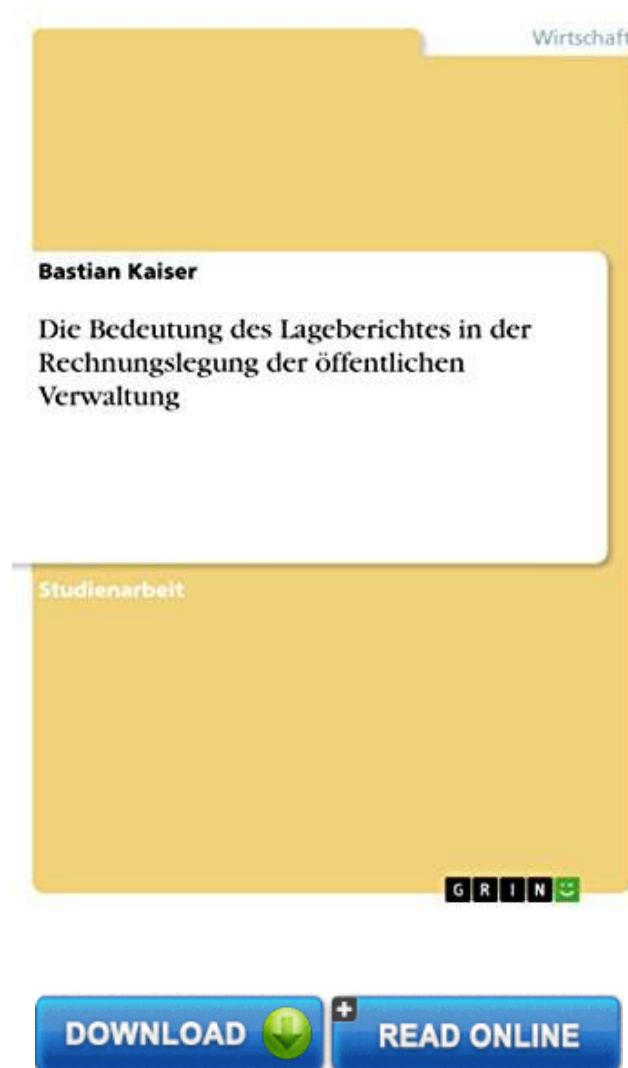 Wirtschaft
Bastian Kaiser
Die Bedeutung des Lageberichtes in der
Rechnungslegung der öffentlichen
Verwaltung
Studienarbeit
GRIN
DOWNLOAD
READ ONLINE